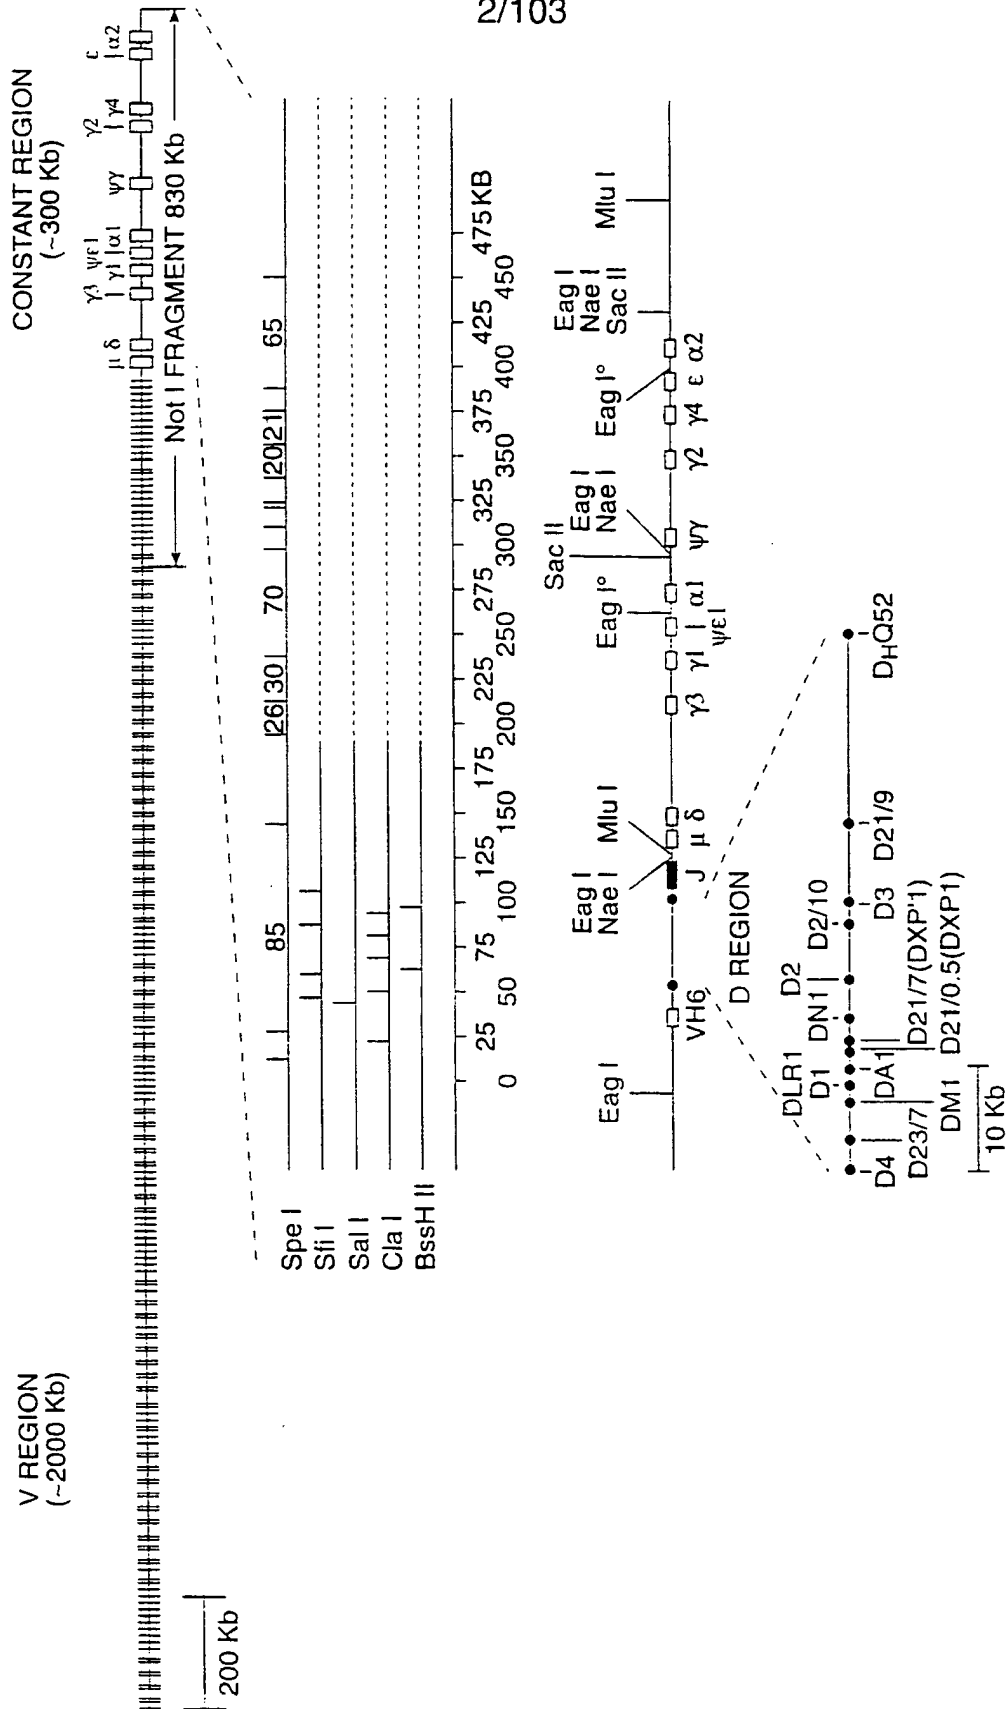 2/103
V REGION
(~2000 Kb)
CONSTANT REGION
(~300 Kb)
μ δ
γ3 γ1 ψε1 α1
ψγ
γ2 γ4
ε α2
Not I FRAGMENT 830 Kb
200 Kb
Spe I
85
26
30
70
20
21
65
Sfi I
Sal I
Cla I
BssH II
0 25 50 75 100 125 150 175 200 225 250 275 300 325 350 375 400 425 450 475 KB
Eag I
Eag I
Nae I
Mlu I
Eag I°
Sac II
Eag I
Nae I
Eag I°
Eag I
Nae I
Sac II
Mlu I
VH6
J
μ δ
γ3
γ1
ψε1
α1
ψγ
γ2
γ4
ε
α2
D REGION
DLR1
D1
DN1
D2
D2/10
D4
D23/7
DM1
DA1
D21/0.5(DXP1)
D21/7(DXP'1)
D3
D21/9
DHQ52
10 Kb